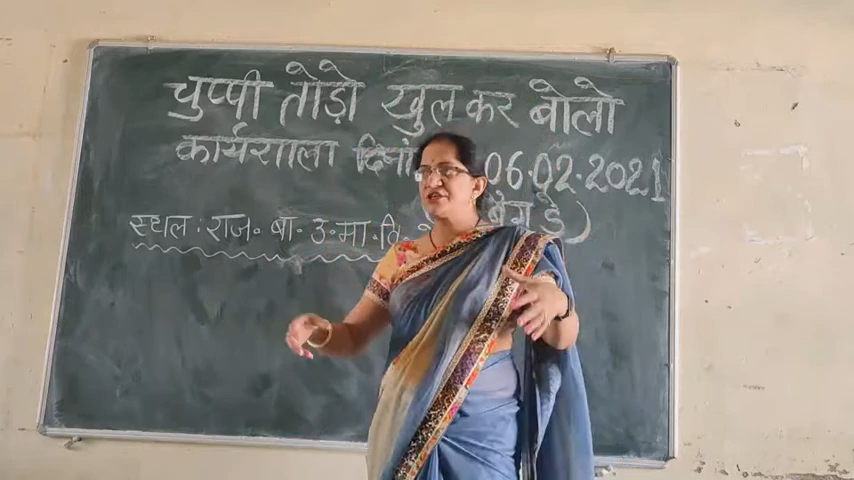 चुप्पी तोड़ो खुल कर बोलो
कार्यशाला दिनां 06.02.2021
स्थल : राज. बा. उ. मा. वि.